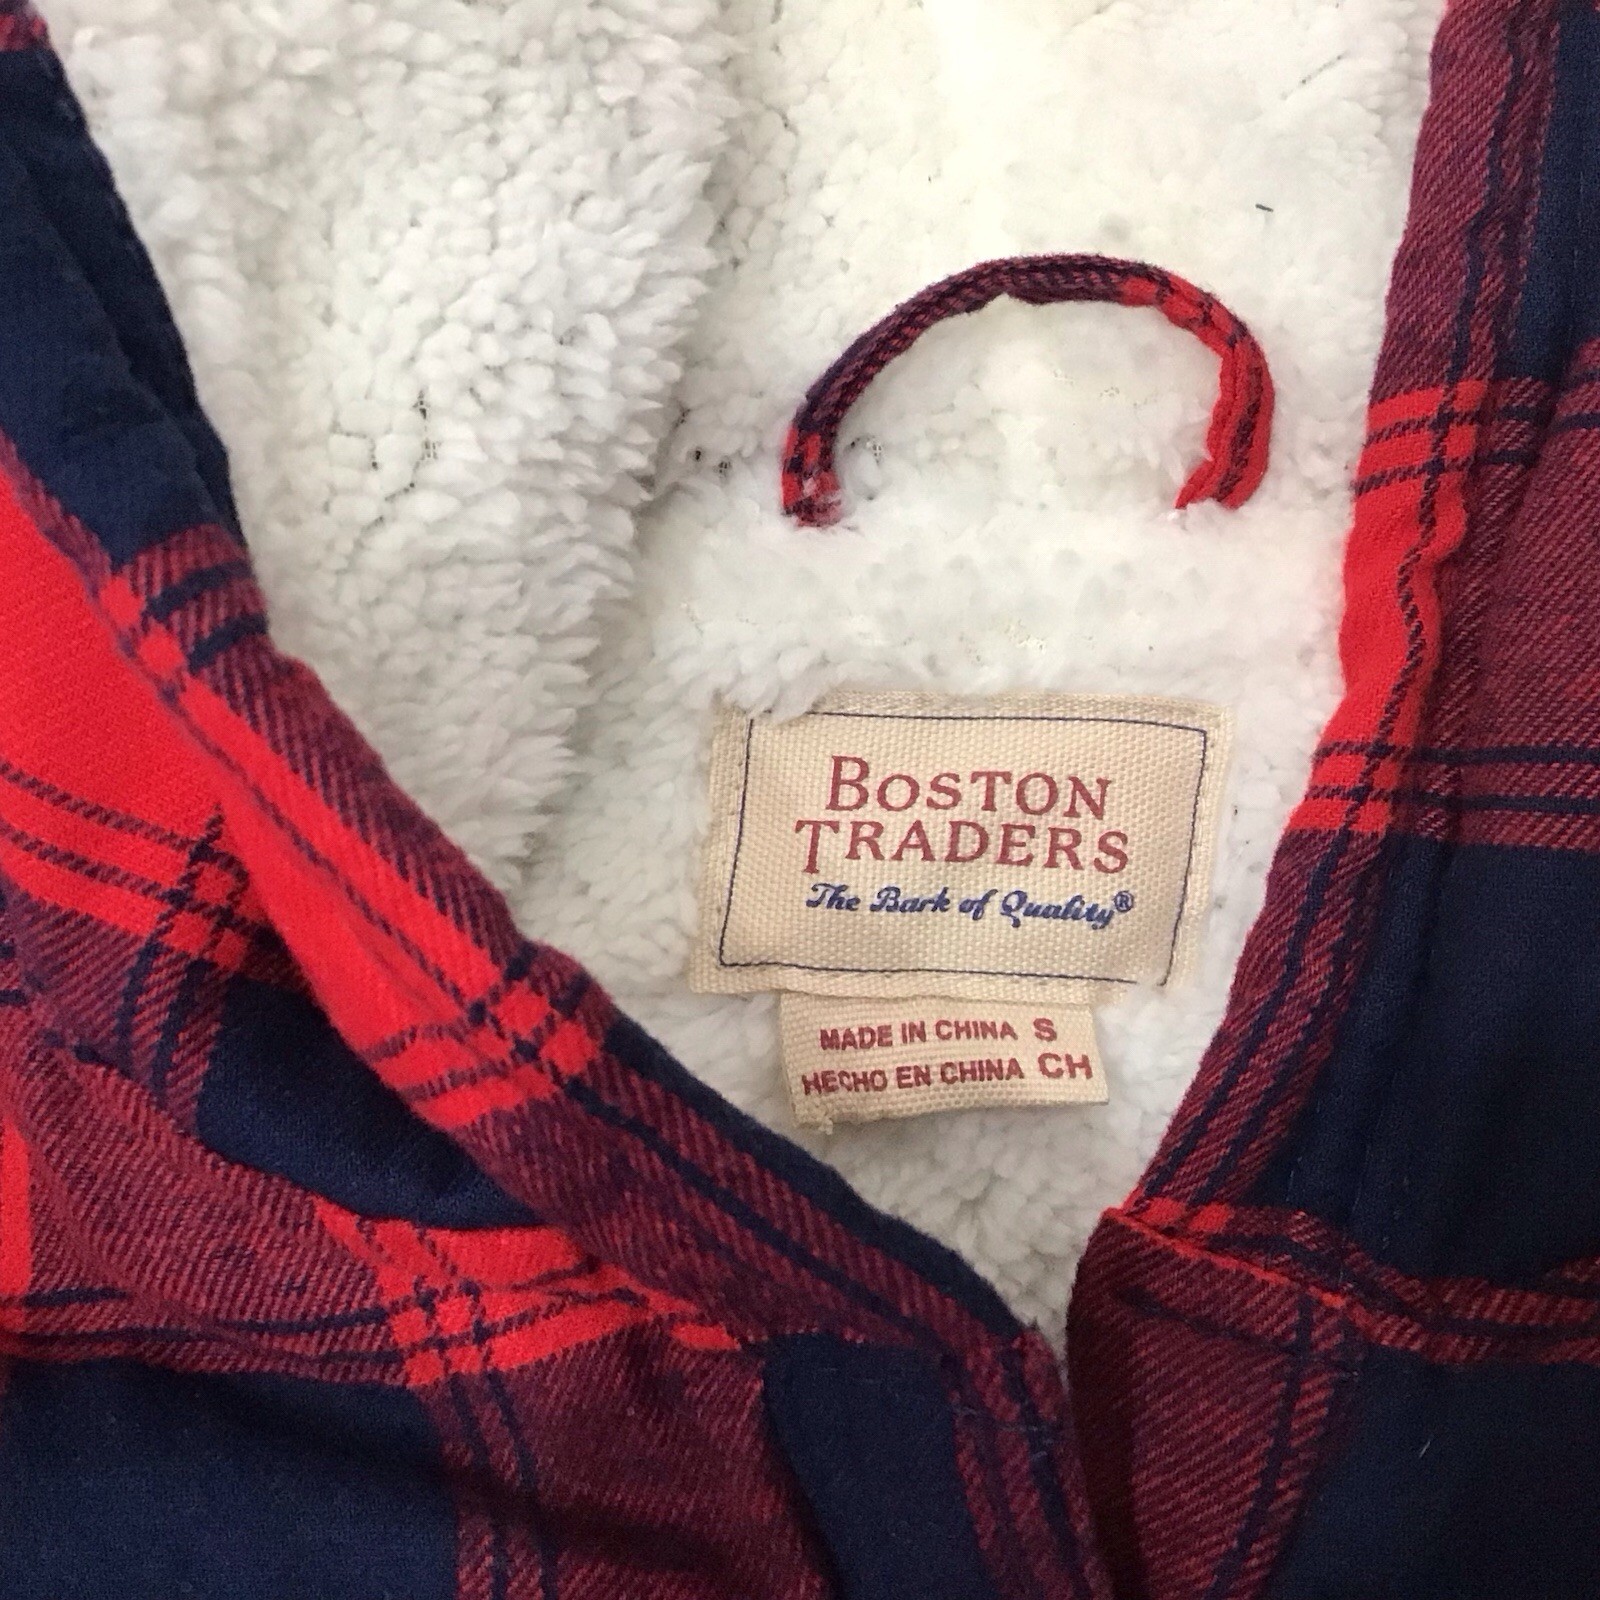 BOSTON
TRADERS
The Bark of Quality®
MADE IN CHINA S
HECHO EN CHINA CH